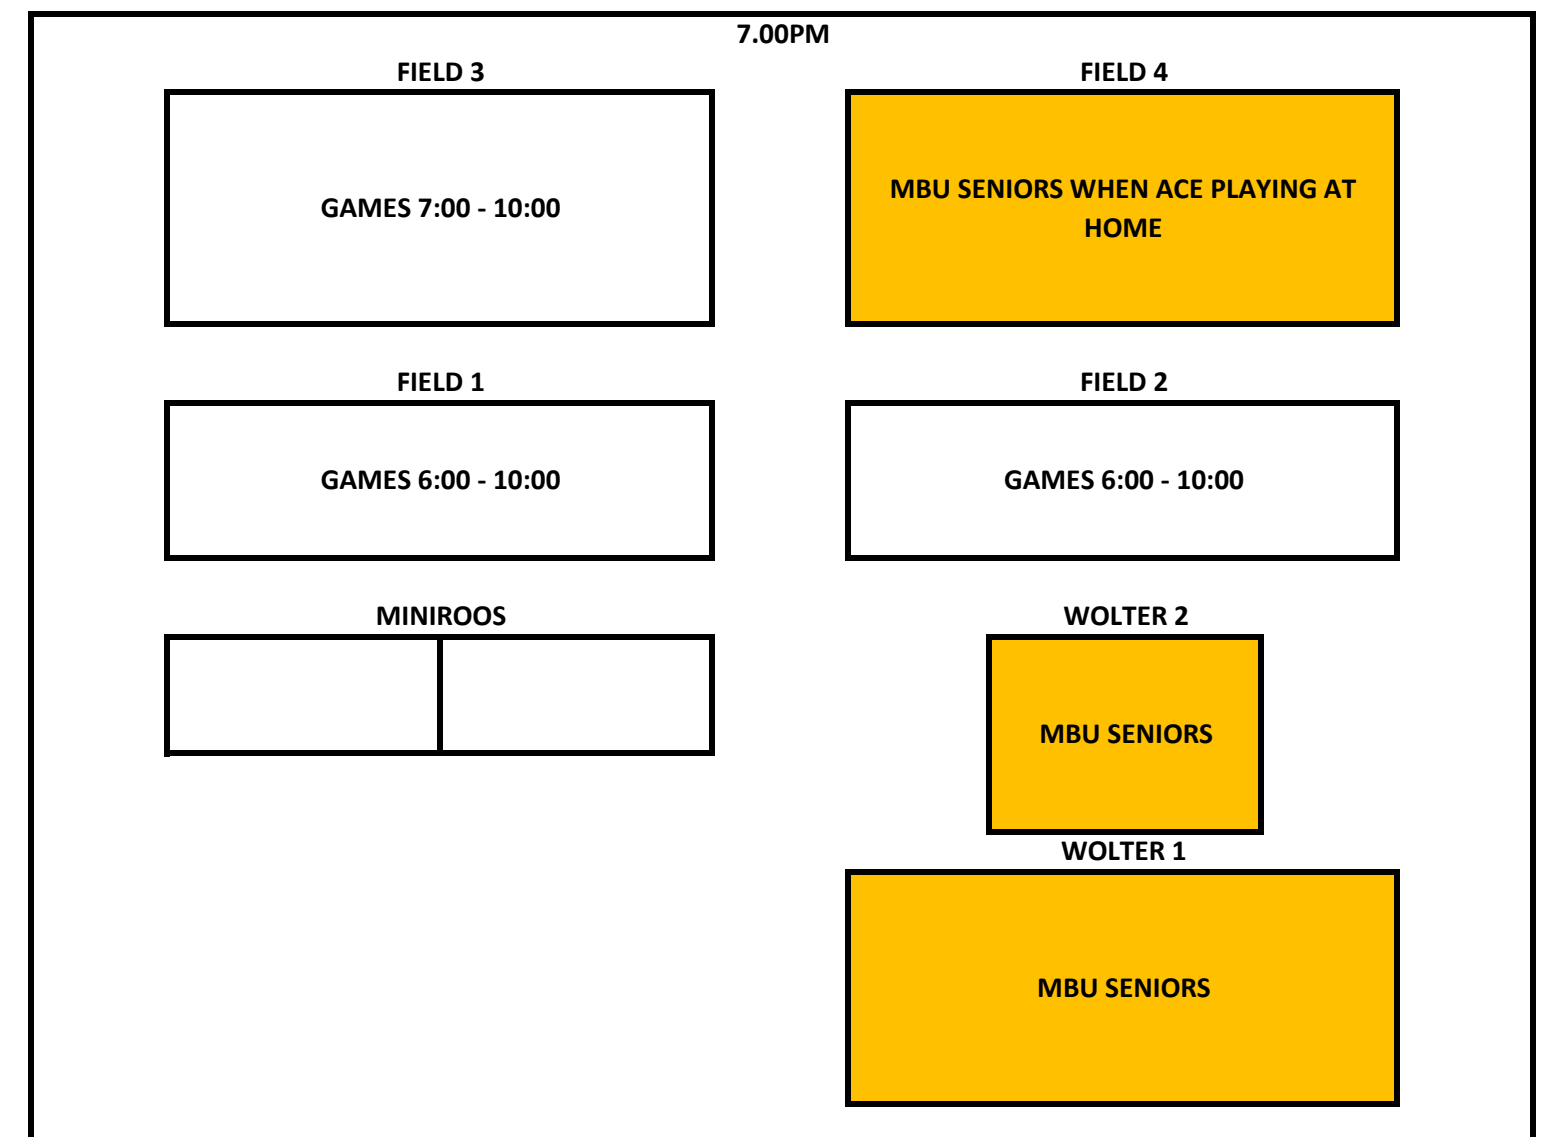 7.00PM
FIELD 3
FIELD 4
GAMES 7:00 - 10:00
MBU SENIORS WHEN ACE PLAYING AT
HOME
FIELD 1
FIELD 2
GAMES 6:00 - 10:00
GAMES 6:00 - 10:00
MINIROOS
WOLTER 2
MBU SENIORS
WOLTER 1
MBU SENIORS